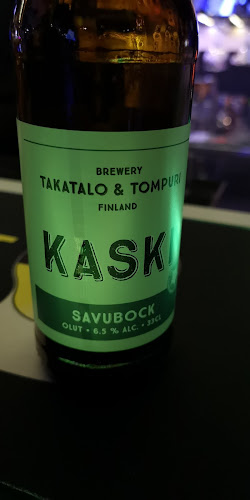 BREWERY
TAKATALO & TOMPURI
FINLAND
KASKI
SAVUBOCK
OLUT • 6.5 % ALC. • 33CL